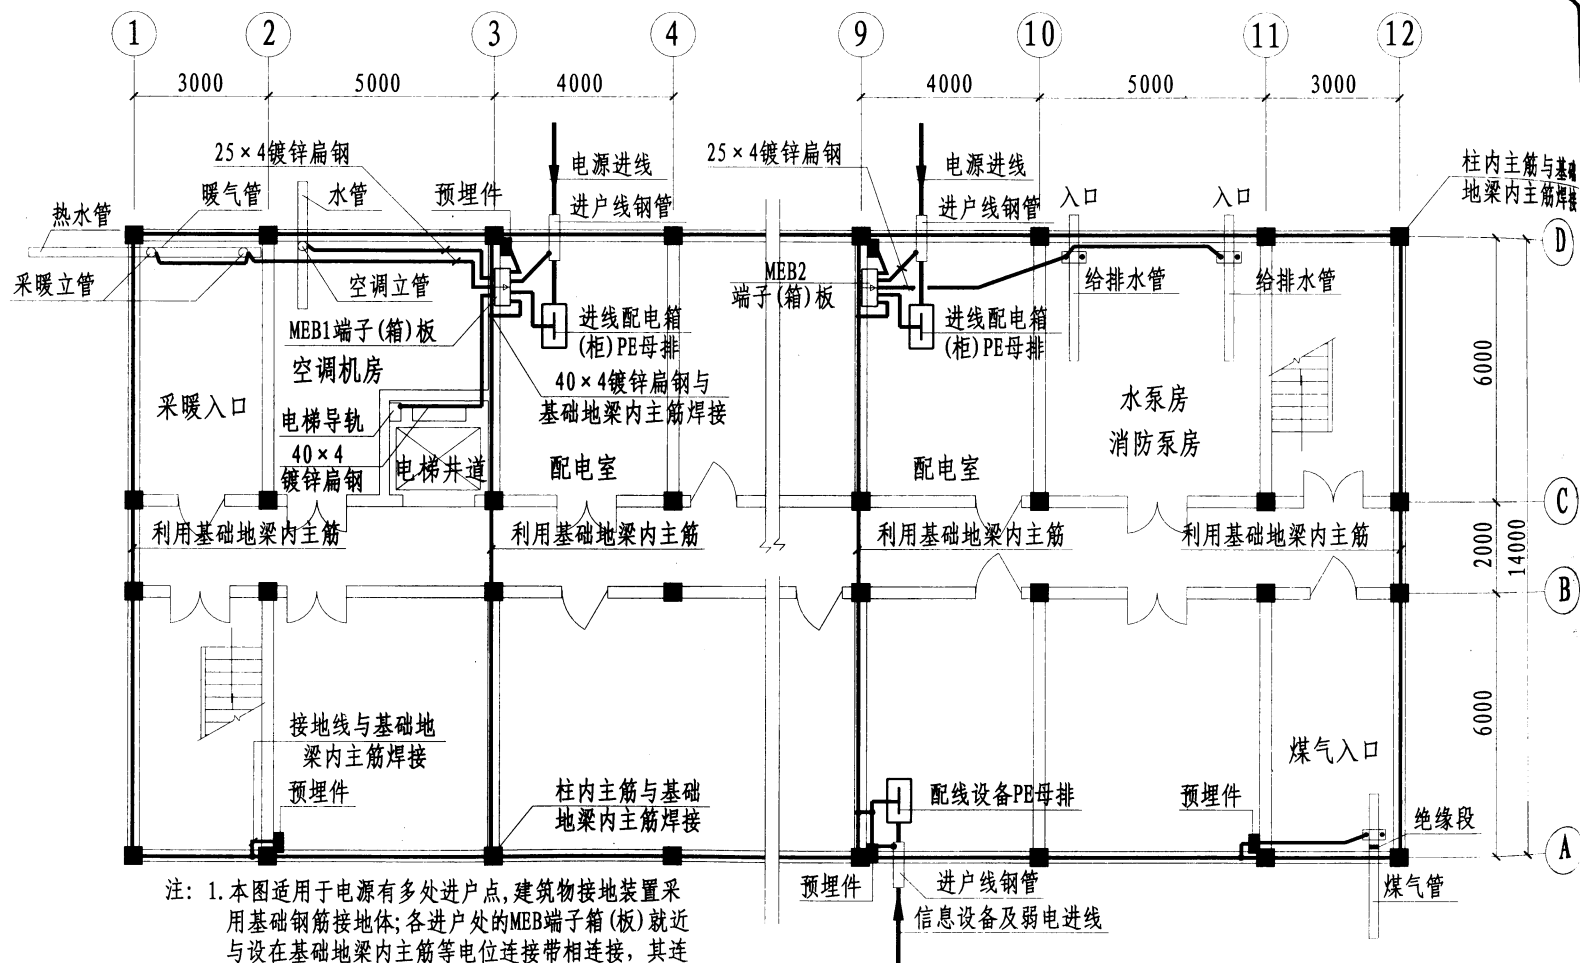 1 2 3 4 9 10 11 12
3000 5000 4000 4000 5000 3000
25×4镀锌扁钢
电源进线
25×4镀锌扁钢
电源进线
柱内主筋与基础
地梁内主筋焊接
热水管
暖气管
水管
预埋件
进户线钢管
进户线钢管
入口
入口
D
采暖立管
空调立管
MEB1端子(箱)板
进线配电箱
(柜)PE母排
MEB2
端子(箱)板
进线配电箱
(柜)PE母排
给排水管
给排水管
空调机房
采暖入口
电梯导轨
40×4
镀锌扁钢
电梯井道
40×4镀锌扁钢与
基础地梁内主筋焊接
配电室
配电室
水泵房
消防泵房
6000
C
利用基础地梁内主筋
利用基础地梁内主筋
利用基础地梁内主筋
利用基础地梁内主筋
2000
14000
B
接地线与基础地
梁内主筋焊接
预埋件
柱内主筋与基础
地梁内主筋焊接
配线设备PE母排
预埋件
煤气入口
6000
绝缘段
A
预埋件
进户线钢管
信息设备及弱电进线
煤气管
注: 1.本图适用于电源有多处进户点,建筑物接地装置采
用基础钢筋接地体;各进户处的MEB端子箱(板)就近
与设在基础地梁内主筋等电位连接带相连接，其连